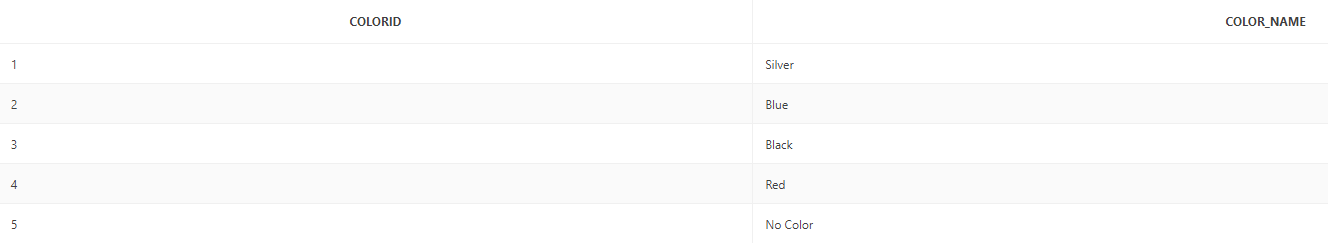 COLORID COLOR_NAME
1 Silver
2 Blue
3 Black
4 Red
5 No Color